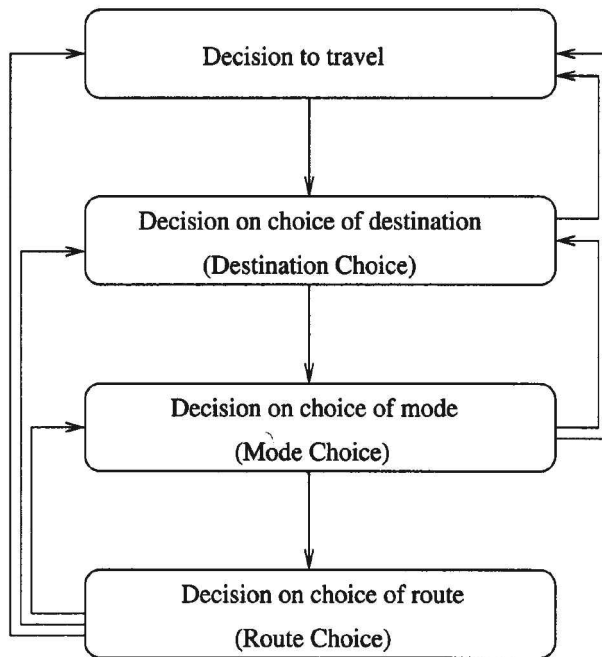 Decision to travel
Decision on choice of destination
(Destination Choice)
Decision on choice of mode
(Mode Choice)
Decision on choice of route
(Route Choice)